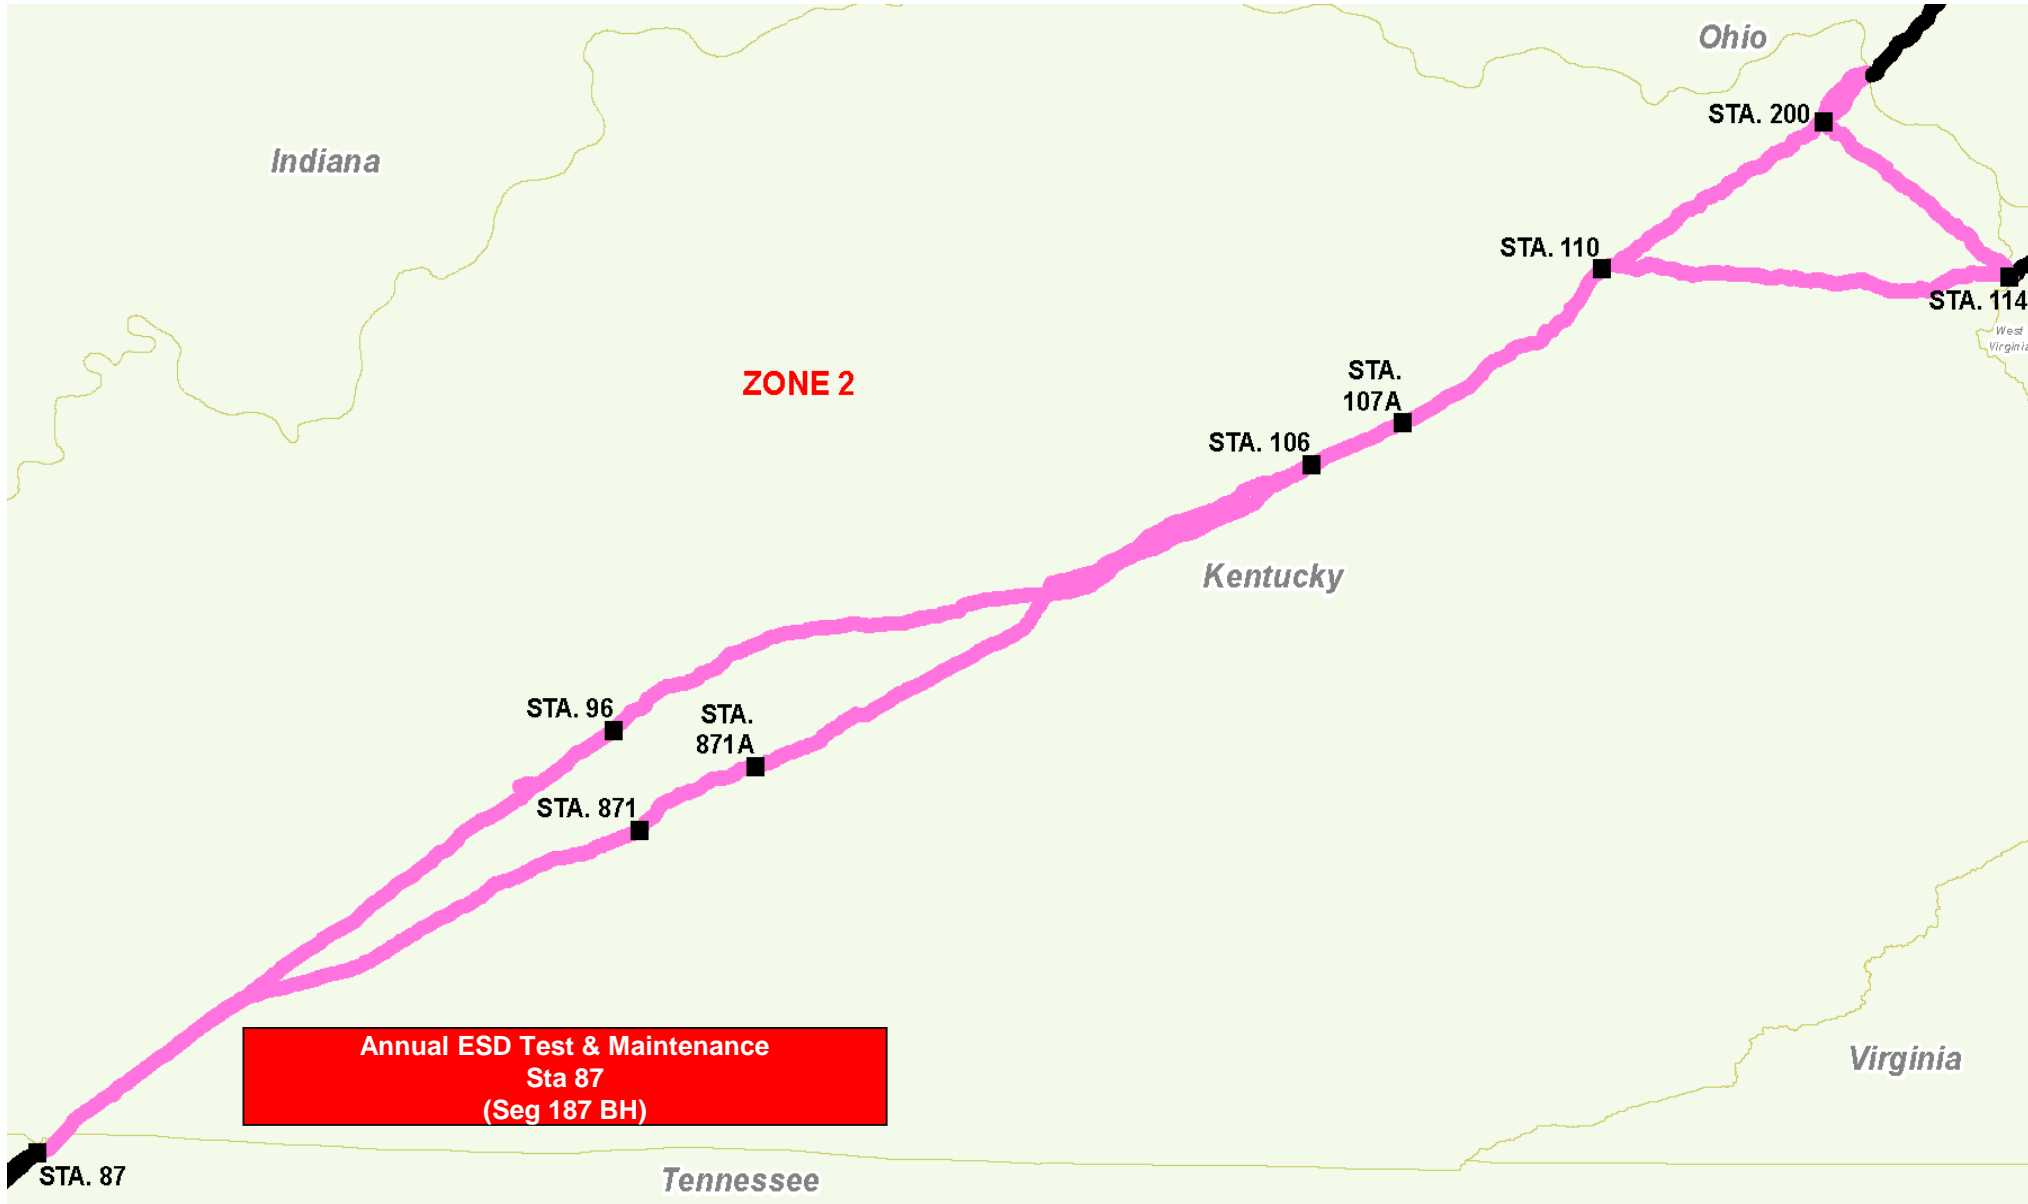 Ohio
STA. 200
Indiana
STA. 110
STA. 114
West
Virginia
ZONE 2
STA.
107A
STA. 106
Kentucky
STA. 96
STA.
871A
STA. 871
Annual ESD Test & Maintenance
Sta 87
(Seg 187 BH)
Virginia
STA. 87
Tennessee